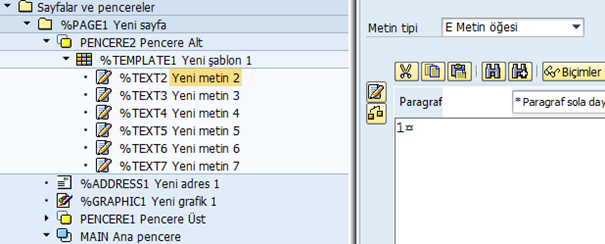 Sayfalar ve pencereler
%PAGE1 Yeni sayfa
PENCERE2 Pencere Alt
%TEMPLATE1 Yeni şablon 1
%TEXT2 Yeni metin 2
%TEXT3 Yeni metin 3
%TEXT4 Yeni metin 4
%TEXT5 Yeni metin 5
%TEXT6 Yeni metin 6
%TEXT7 Yeni metin 7
%ADDRESS1 Yeni adres 1
%GRAPHIC1 Yeni grafik 1
PENCERE1 Pencere Üst
MAIN Ana pencere
Metin tipi E Metin öğesi
Biçimler
Paragraf * Paragraf sola day
1¤